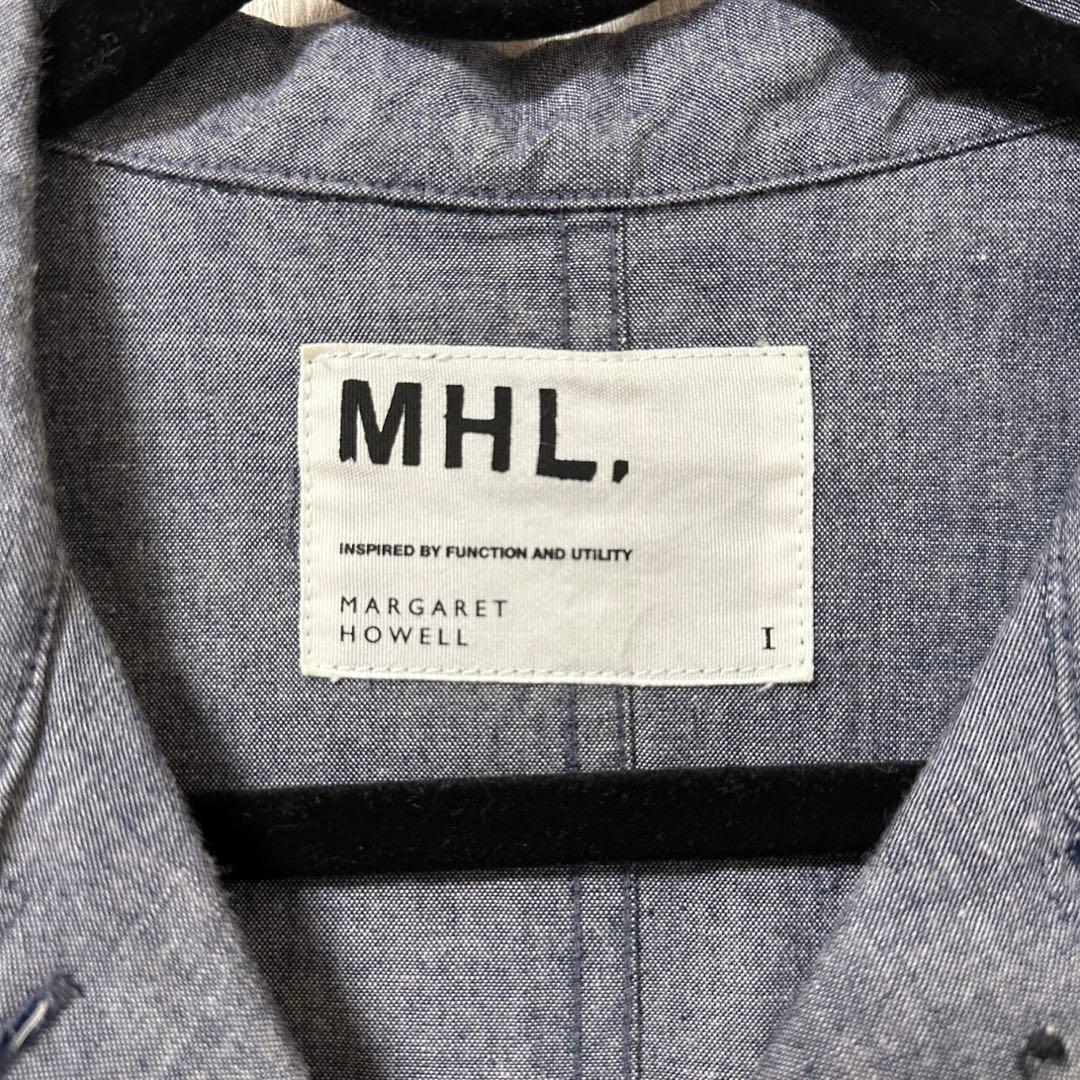 MHL.
INSPIRED BY FUNCTION AND UTILITY
MARGARET
HOWELL
I